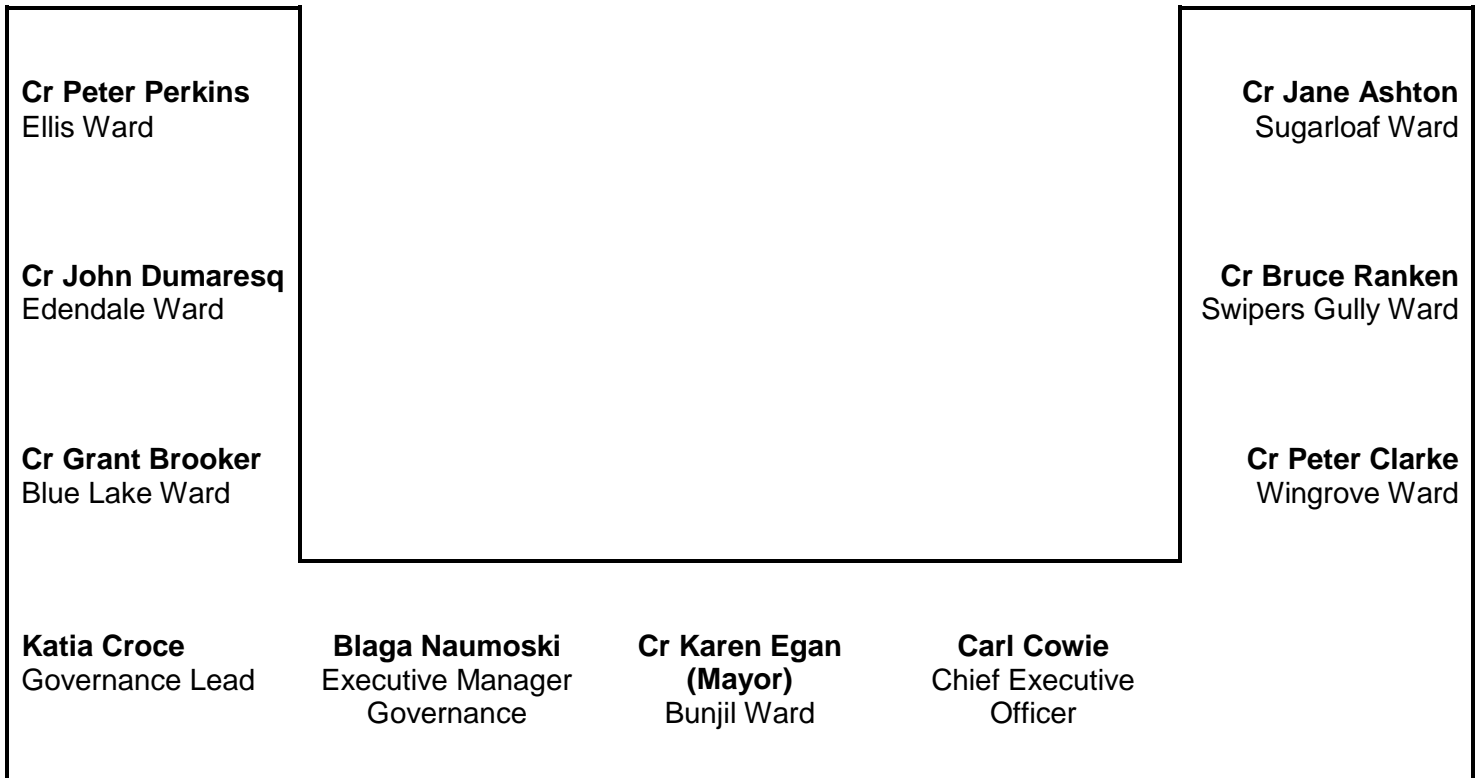 Cr Peter Perkins
Ellis Ward
Cr Jane Ashton
Sugarloaf Ward
Cr John Dumaresq
Edendale Ward
Cr Bruce Ranken
Swipers Gully Ward
Cr Grant Brooker
Blue Lake Ward
Cr Peter Clarke
Wingrove Ward
Katia Croce
Governance Lead
Blaga Naumoski
Executive Manager
Governance
Cr Karen Egan
(Mayor)
Bunjil Ward
Carl Cowie
Chief Executive
Officer